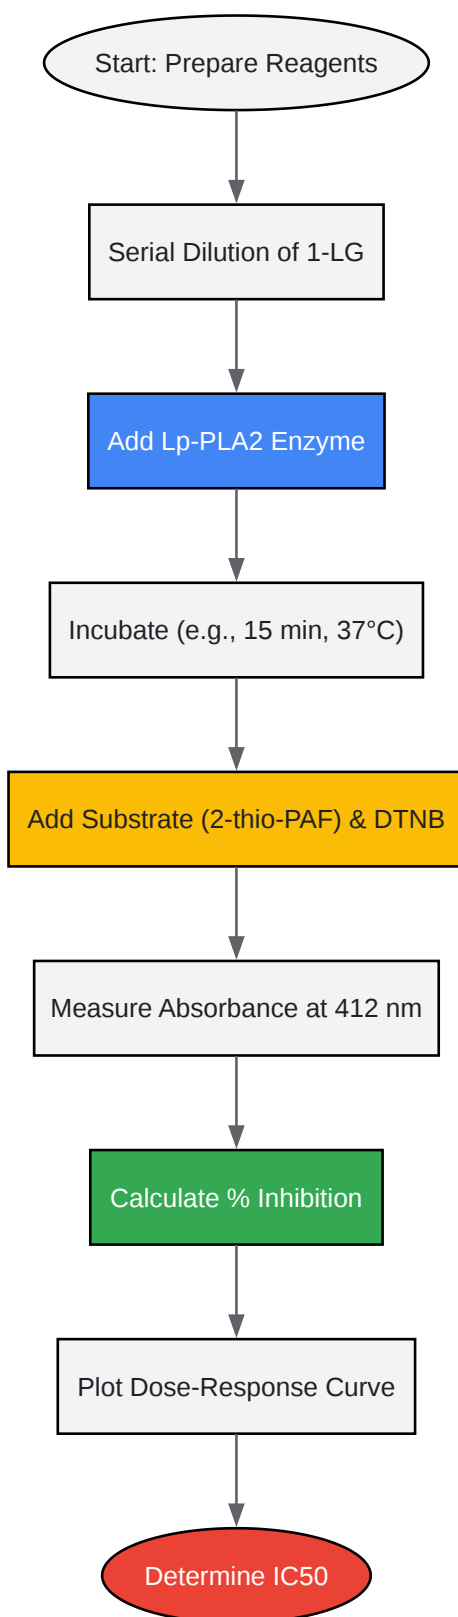 Start: Prepare Reagents
Serial Dilution of 1-LG
Add Lp-PLA2 Enzyme
Incubate (e.g., 15 min, 37°C)
Add Substrate (2-thio-PAF) & DTNB
Measure Absorbance at 412 nm
Calculate % Inhibition
Plot Dose-Response Curve
Determine IC50